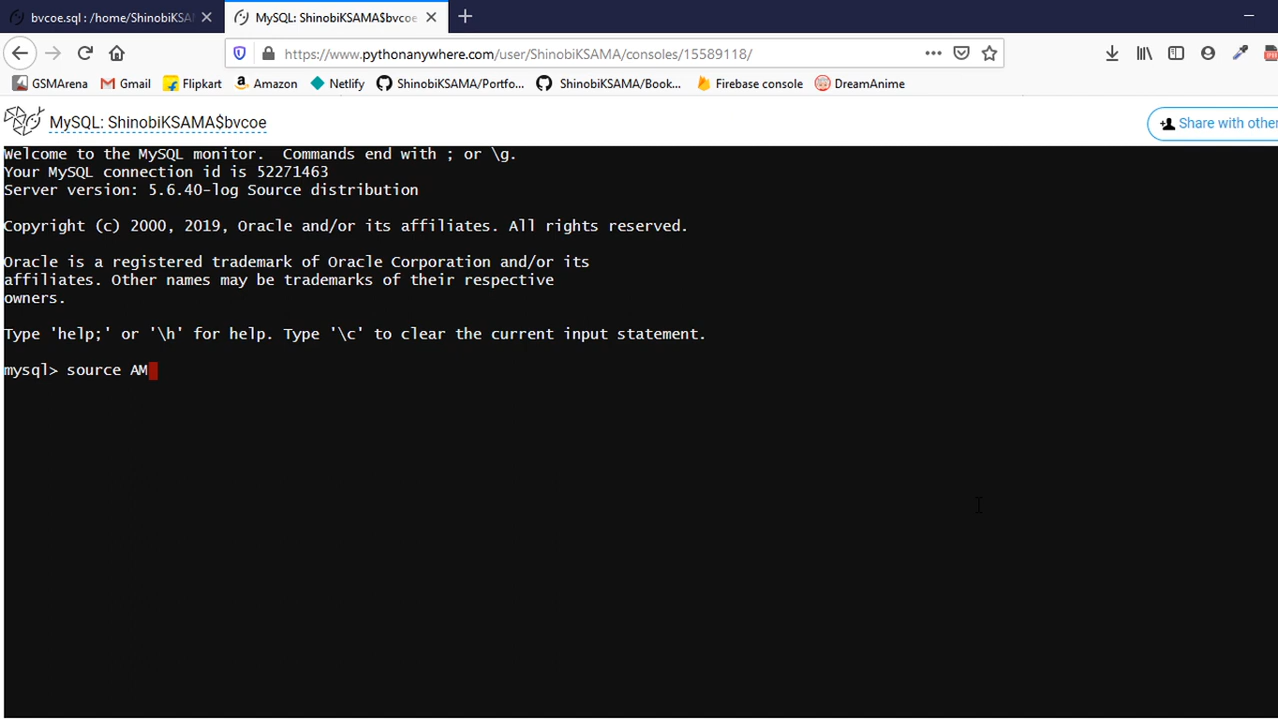 bvcoe.sql : /home/ShinobiKSAMA
MySQL: ShinobiKSAMA$bvcoe
https://www.pythonanywhere.com/user/ShinobiKSAMA/consoles/15589118/
GSMArena Gmail Flipkart Amazon Netlify ShinobiKSAMA/Portfo... ShinobiKSAMA/Book... Firebase console DreamAnime
MySQL: ShinobiKSAMA$bvcoe
Share with other
Welcome to the MySQL monitor.  Commands end with ; or \g.
Your MySQL connection id is 52271463
Server version: 5.6.40-log Source distribution
Copyright (c) 2000, 2019, Oracle and/or its affiliates. All rights reserved.
Oracle is a registered trademark of Oracle Corporation and/or its
affiliates. Other names may be trademarks of their respective
owners.
Type 'help;' or '\h' for help. Type '\c' to clear the current input statement.
mysql> source AM